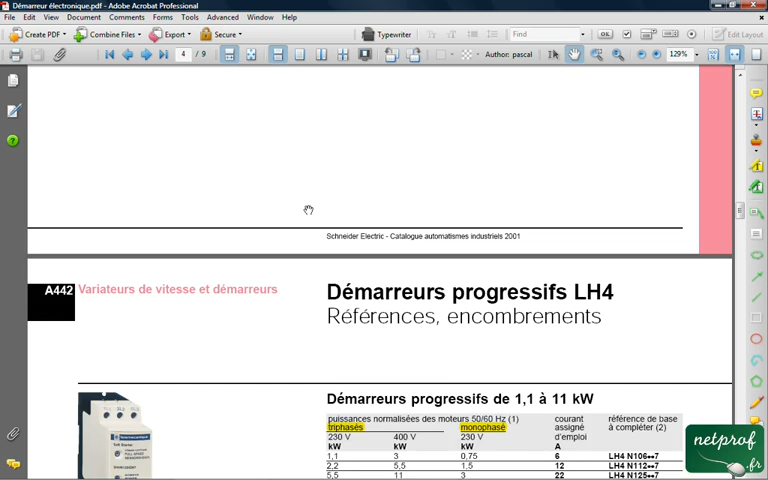 Démarreur électronique.pdf - Adobe Acrobat Professional
File Edit View Document Comments Forms Tools Advanced Window Help
Create PDF Combine Files Export Secure Typewriter Find OK Edit Layout
4 / 9 Author: pascal 129%
Schneider Electric - Catalogue automatismes industriels 2001
A442 Variateurs de vitesse et démarreurs
Démarreurs progressifs LH4
Références, encombrements
Démarreurs progressifs de 1,1 à 11 kW
puissances normalisées des moteurs 50/60 Hz (1) courant référence de base
triphasés monophasé assigné à compléter (2)
230 V 400 V 230 V d'emploi
kW kW kW A
1,1 3 0,75 6 LH4 N106••7
2,2 5,5 1,5 12 LH4 N112••7
5,5 11 3 22 LH4 N125••7
netprof
.fr